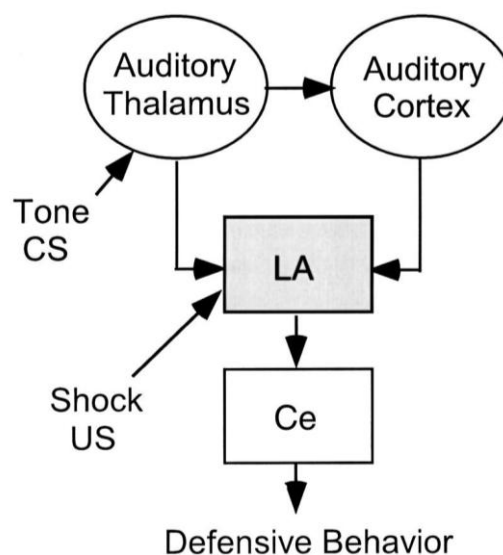 Auditory
Thalamus
Auditory
Cortex
Tone
CS
LA
Shock
US
Ce
Defensive Behavior